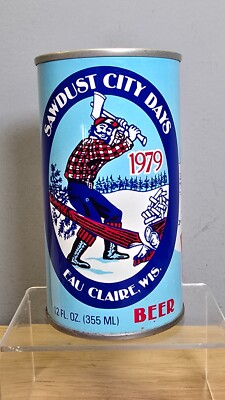 SAWDUST CITY DAYS
1979
EAU CLAIRE, WIS.
12 FL. OZ. (355 ML) BEER